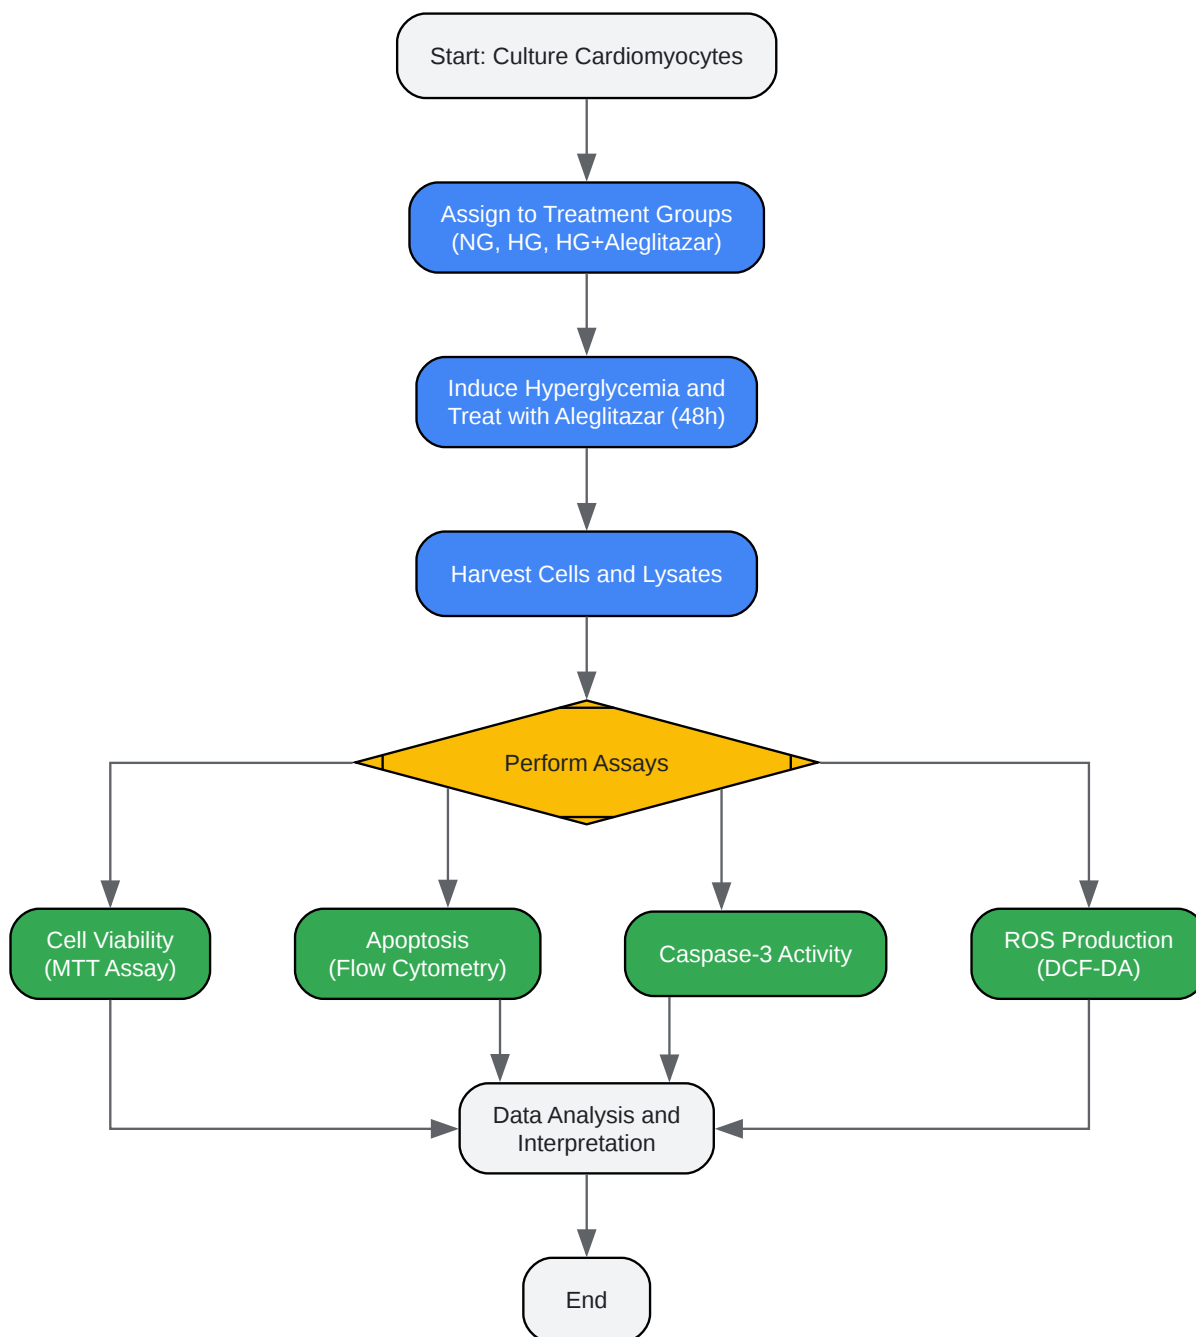 Start: Culture Cardiomyocytes
Assign to Treatment Groups
(NG, HG, HG+Aleglitazar)
Induce Hyperglycemia and
Treat with Aleglitazar (48h)
Harvest Cells and Lysates
Perform Assays
Cell Viability
(MTT Assay)
Apoptosis
(Flow Cytometry)
Caspase-3 Activity
ROS Production
(DCF-DA)
Data Analysis and
Interpretation
End